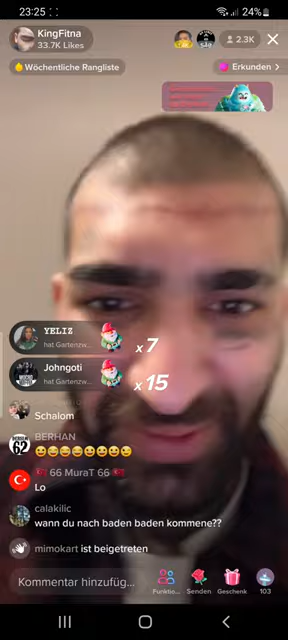 23:25
24%
KingFitna
33.7K Likes
2.3K
Wöchentliche Rangliste
Erkunden >
YELIZ
hat Gartenzw...
x 7
Johngoti
hat Gartenzw...
x 15
Schalom
BERHAN
62
66 MuraT 66
Lo
calakilic
wann du nach baden baden kommene??
mimokart ist beigetreten
Kommentar hinzufüg...
Funktio...
Senden
Geschenk
103